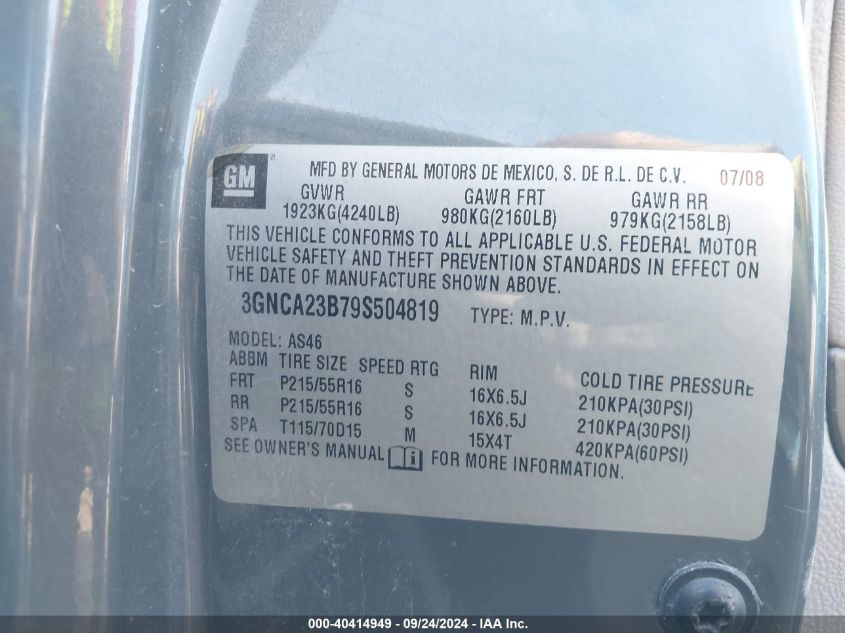 GM
MFD BY GENERAL MOTORS DE MEXICO, S. DE R.L. DE C.V. 07/08
GVWR GAWR FRT GAWR RR
1923KG(4240LB) 980KG(2160LB) 979KG(2158LB)
THIS VEHICLE CONFORMS TO ALL APPLICABLE U.S. FEDERAL MOTOR
VEHICLE SAFETY AND THEFT PREVENTION STANDARDS IN EFFECT ON
THE DATE OF MANUFACTURE SHOWN ABOVE.
3GNCA23B79S504819 TYPE: M.P.V.
MODEL: AS46
ABBM TIRE SIZE SPEED RTG RIM COLD TIRE PRESSURE
FRT P215/55R16 S 16X6.5J 210KPA(30PSI)
RR P215/55R16 S 16X6.5J 210KPA(30PSI)
SPA T115/70D15 M 15X4T 420KPA(60PSI)
SEE OWNER'S MANUAL i FOR MORE INFORMATION.
000-40414949 - 09/24/2024 - IAA Inc.